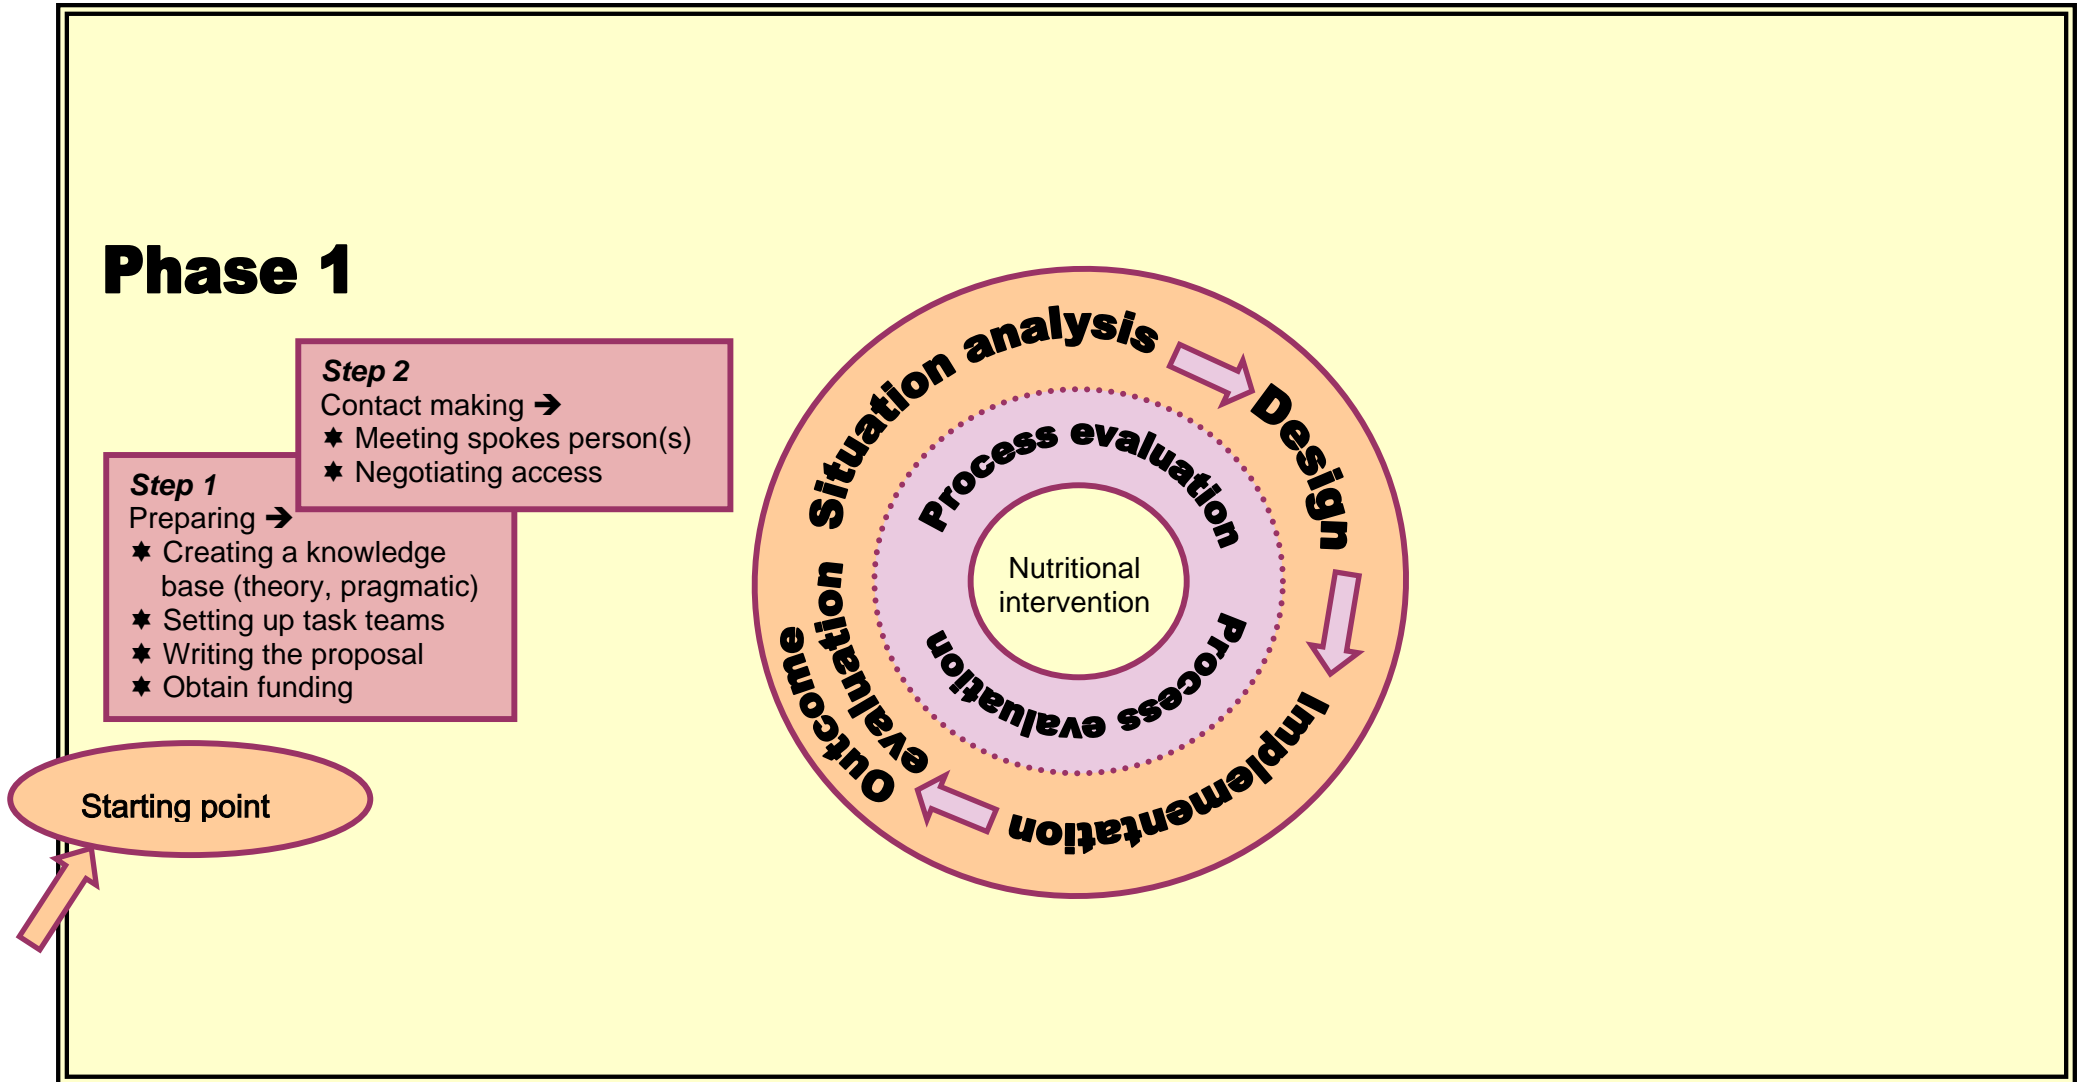 Phase 1
Step 2
Contact making ➔
✷ Meeting spokes person(s)
✷ Negotiating access
Step 1
Preparing ➔
✷ Creating a knowledge
base (theory, pragmatic)
✷ Setting up task teams
✷ Writing the proposal
✷ Obtain funding
Starting point
Situation analysis
Design
Implementation
Outcome
evaluation
Process evaluation
Process evaluation
Nutritional
intervention